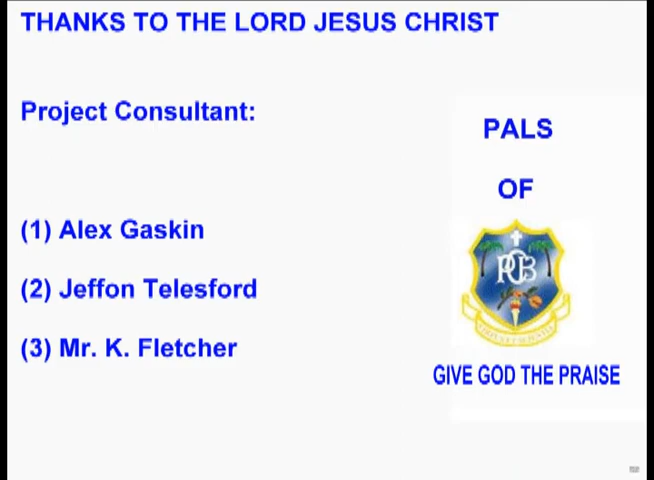 THANKS TO THE LORD JESUS CHRIST
Project Consultant:
PALS
OF
(1) Alex Gaskin
(2) Jeffon Telesford
(3) Mr. K. Fletcher
GIVE GOD THE PRAISE